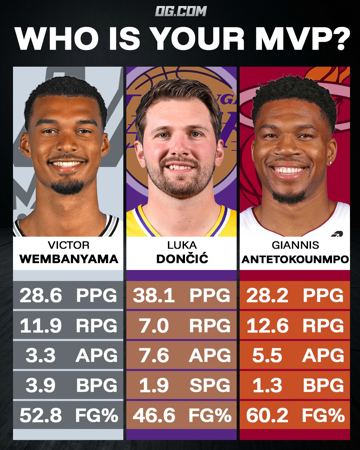 OG.COM
WHO IS YOUR MVP?
VICTOR
WEMBANYAMA
28.6 PPG
11.9 RPG
3.3 APG
3.9 BPG
52.8 FG%
LUKA
DONČIĆ
38.1 PPG
7.0 RPG
7.6 APG
1.9 SPG
46.6 FG%
GIANNIS
ANTETOKOUNMPO
28.2 PPG
12.6 RPG
5.5 APG
1.3 BPG
60.2 FG%